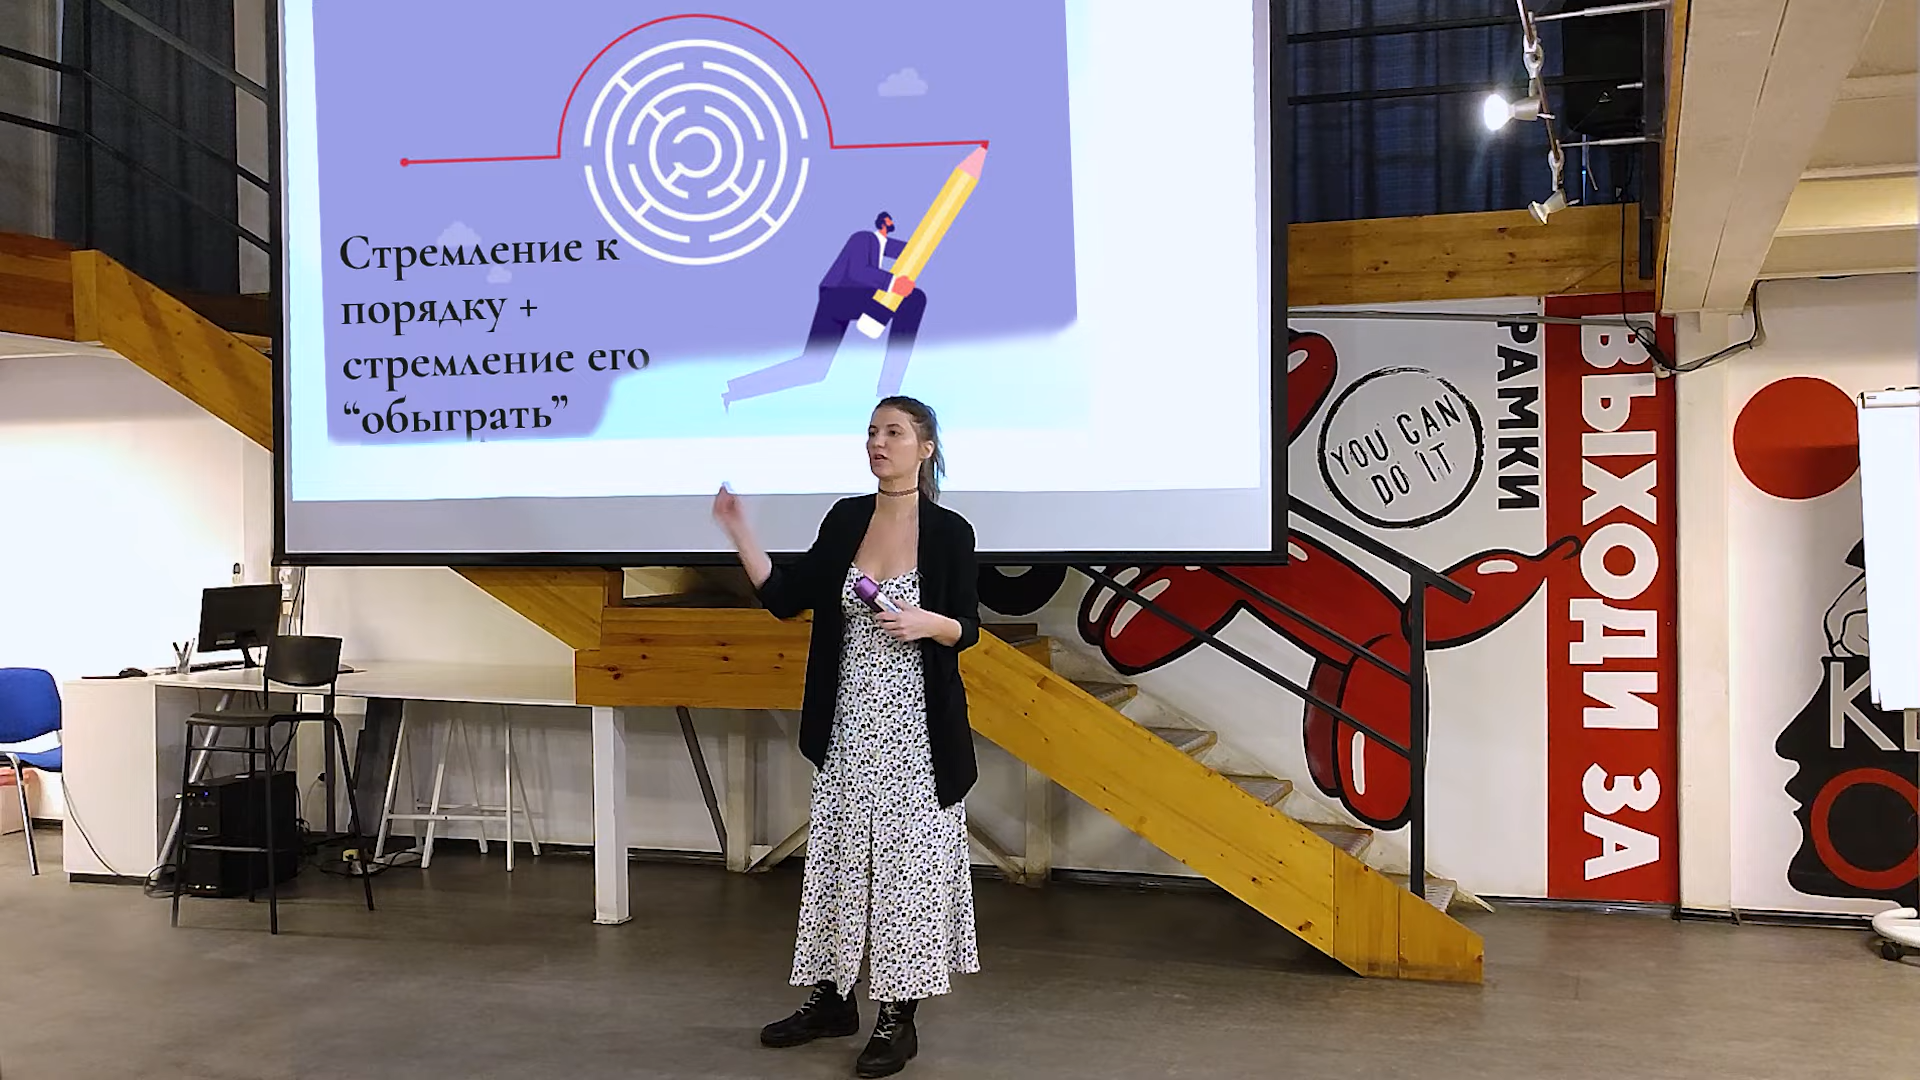 Стремление к
порядку +
стремление его
“обыграть”
YOU CAN
DO IT
РАМКИ
ВЫХОДИ ЗА